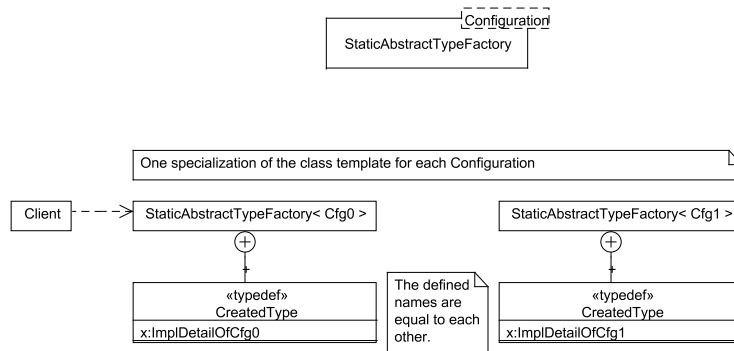 Configuration
StaticAbstractTypeFactory
One specialization of the class template for each Configuration
Client
StaticAbstractTypeFactory< Cfg0 >
StaticAbstractTypeFactory< Cfg1 >
«typedef»
CreatedType
x:ImplDetailOfCfg0
The defined
names are
equal to each
other.
«typedef»
CreatedType
x:ImplDetailOfCfg1